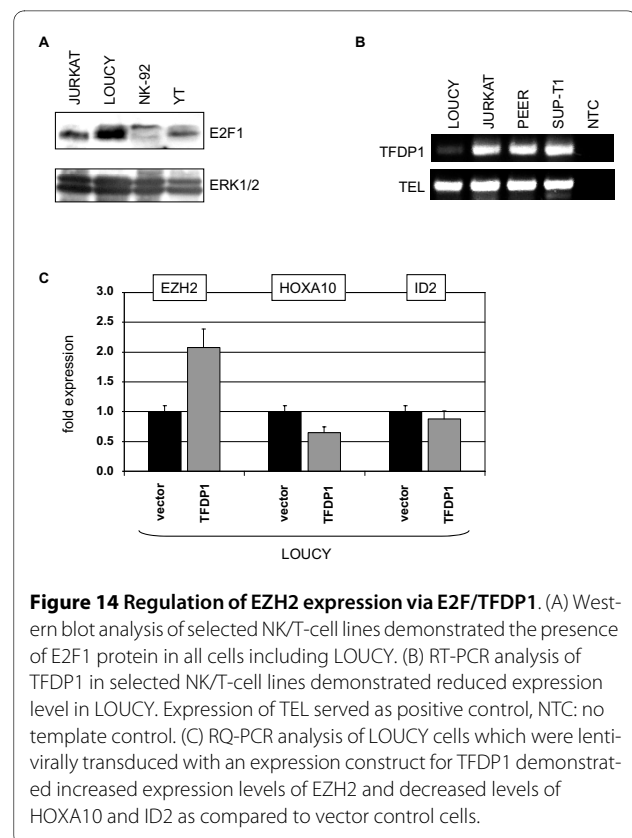 A
JURKAT
LOUCY
NK-92
YT
E2F1
ERK1/2
B
LOUCY
JURKAT
PEER
SUP-T1
NTC
TFDP1
TEL
C
EZH2
HOXA10
ID2
3.0
2.5
2.0
1.5
1.0
0.5
0.0
fold expression
vector
TFDP1
vector
TFDP1
vector
TFDP1
LOUCY
Figure 14 Regulation of EZH2 expression via E2F/TFDP1. (A) West-
ern blot analysis of selected NK/T-cell lines demonstrated the presence
of E2F1 protein in all cells including LOUCY. (B) RT-PCR analysis of
TFDP1 in selected NK/T-cell lines demonstrated reduced expression
level in LOUCY. Expression of TEL served as positive control, NTC: no
template control. (C) RQ-PCR analysis of LOUCY cells which were lenti-
virally transduced with an expression construct for TFDP1 demonstrat-
ed increased expression levels of EZH2 and decreased levels of
HOXA10 and ID2 as compared to vector control cells.